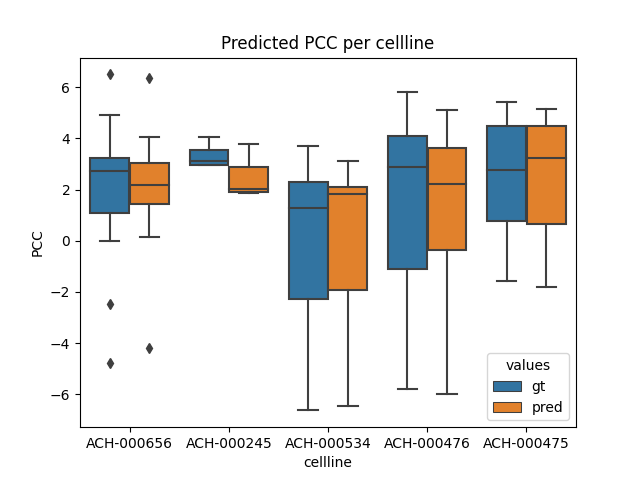 Predicted PCC per cellline
PCC
6
4
2
0
−2
−4
−6
values
gt
pred
ACH-000656 ACH-000245 ACH-000534 ACH-000476 ACH-000475
cellline